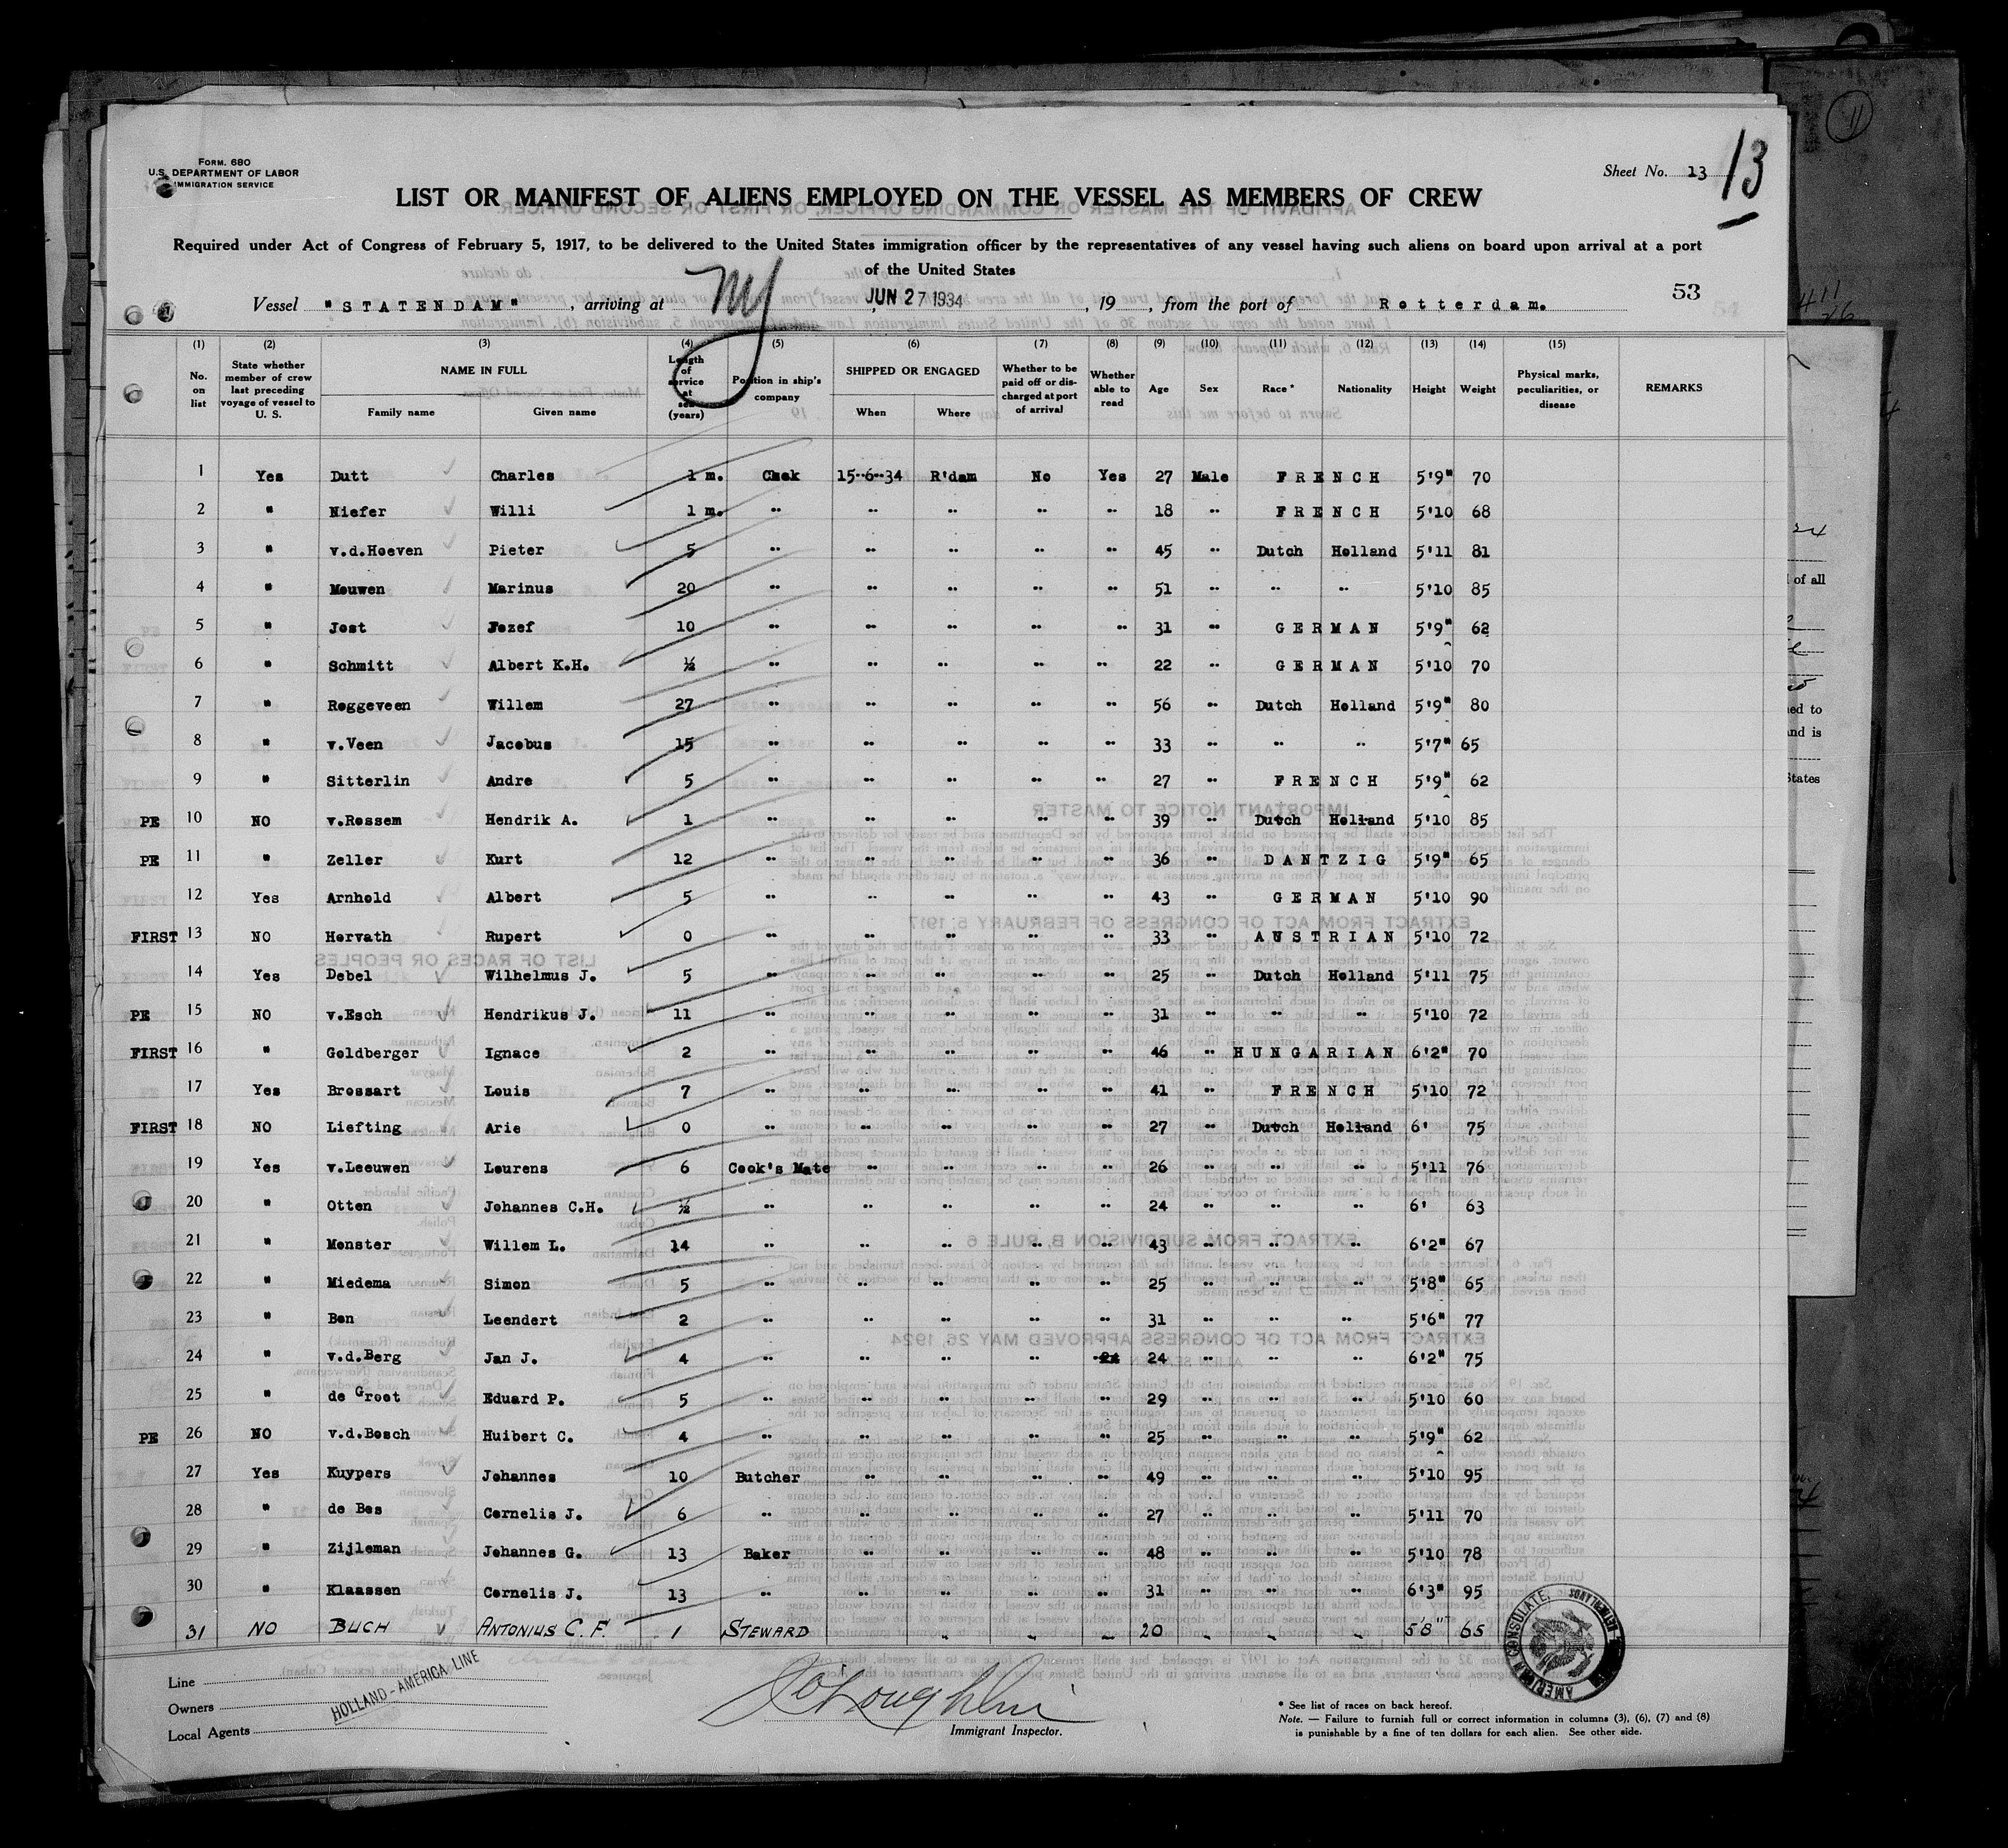 Form. 680
U.S. DEPARTMENT OF LABOR
IMMIGRATION SERVICE
Sheet No. 13
13
LIST OR MANIFEST OF ALIENS EMPLOYED ON THE VESSEL AS MEMBERS OF CREW
Required under Act of Congress of February 5, 1917, to be delivered to the United States immigration officer by the representatives of any vessel having such aliens on board upon arrival at a port
of the United States
Vessel "STATENDAM", arriving at NY JUN 27 1934, 19 , from the port of Rotterdam.
53
(1) (2) (3) (4) (5) (6) (7) (8) (9) (10) (11) (12) (13) (14) (15)
No. on list State whether member of crew last preceding voyage of vessel to U. S. NAME IN FULL Family name Given name Length of service at sea (years) Position in ship's company SHIPPED OR ENGAGED When Where Whether to be paid off or discharged at port of arrival Whether able to read Age Sex Race* Nationality Height Weight Physical marks, peculiarities, or disease REMARKS
1 Yes Dutt Charles 1 m. Cook 15-6-34 R'dam No Yes 27 Male FRENCH 5'9" 70
2 " Niefer Willi 1 m. " " " " " 18 " FRENCH 5'10 68
3 " v.d.Hoeven Pieter 5 " " " " " 45 " Dutch Holland 5'11 81
4 " Mouwen Marinus 20 " " " " " 51 " " " 5'10 85
5 " Jost Jozef 10 " " " " " 31 " GERMAN 5'9" 62
6 " Schmitt Albert K.H. ½ " " " " " 22 " GERMAN 5'10 70
7 " Roggeveen Willem 27 " " " " " 56 " Dutch Holland 5'9" 80
8 " v.Veen Jacobus 15 " " " " " 33 " " " 5'7" 65
9 " Sitterlin Andre 5 " " " " " 27 " FRENCH 5'9" 62
PE 10 NO v.Rossem Hendrik A. 1 " " " " " 39 " Dutch Holland 5'10 85
PE 11 " Zeller Kurt 12 " " " " " 36 " DANTZIG 5'9" 65
12 Yes Arnhold Albert 5 " " " " " 43 " GERMAN 5'10 90
FIRST 13 NO Horvath Rupert 0 " " " " " 33 " AUSTRIAN 5'10 72
14 Yes Debel Wilhelmus J. 5 " " " " " 25 " Dutch Holland 5'11 75
PE 15 NO v.Esch Hendrikus J. 11 " " " " " 31 " " " 5'10 72
FIRST 16 " Goldberger Ignace 2 " " " " " 46 " HUNGARIAN 6'2" 70
17 Yes Brossart Louis 7 " " " " " 41 " FRENCH 5'10 72
FIRST 18 NO Liefting Arie 0 " " " " " 27 " Dutch Holland 6' 75
19 Yes v.Leeuwen Lourens 6 Cook's Mate " " " " 26 " " " 5'11 76
20 " Otten Johannes C.H. ½ " " " " " 24 " " " 6' 63
21 " Monster Willem L. 14 " " " " " 43 " " " 6'2" 67
22 " Miedema Simon 5 " " " " " 25 " " " 5'8" 65
23 " Bon Leendert 2 " " " " " 31 " " " 5'6" 77
24 " v.d.Berg Jan J. 4 " " " " 24 24 " " " 6'2" 75
25 " de Groot Eduard P. 5 " " " " " 29 " " " 5'10 60
PE 26 NO v.d.Bosch Huibert C. 4 " " " " " 25 " " " 5'9" 62
27 Yes Kuypers Johannes 10 Butcher " " " " 49 " " " 5'10 95
28 " de Bes Cornelis J. 6 " " " " " 27 " " " 5'11 70
29 " Zijleman Johannes G. 13 Baker " " " " 48 " " " 5'10 78
30 " Klaassen Cornelis J. 13 " " " " " 31 " " " 6'3" 95
31 NO BUCH ANTONIUS C. F. 1 STEWARD " " " " 20 " " " 5'8" 65
Line
Owners
Local Agents
HOLLAND-AMERICA LINE
O'Loughlin
Immigrant Inspector.
AMERICAN CONSULATE,
* See list of races on back hereof.
Note. — Failure to furnish full or correct information in columns (3), (6), (7) and (8)
is punishable by a fine of ten dollars for each alien. See other side.